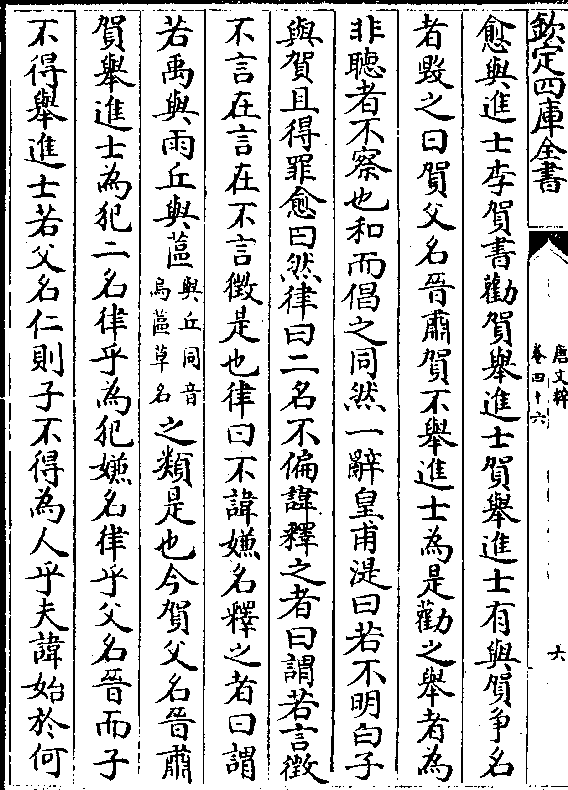 欽定四庫全書
唐文粹
卷四十六
六
愈與進士李賀書勸賀舉進士賀舉進士有與賀爭名
者毀之曰賀父名晉肅賀不舉進士為是勸之舉者為
非聽者不察也和而倡之同然一辭皇甫湜曰若不明白子
與賀且得罪愈曰然律曰二名不偏諱釋之者曰謂若言徴
不言在言在不言徴是也律曰不諱嫌名釋之者曰謂
若禹與雨丘與蓲與丘同音烏蓲草名之類是也今賀父名晉肅
賀舉進士為犯二名律乎為犯嫌名律乎父名晉而子
不得舉進士若父名仁則子不得為人乎夫諱始於何